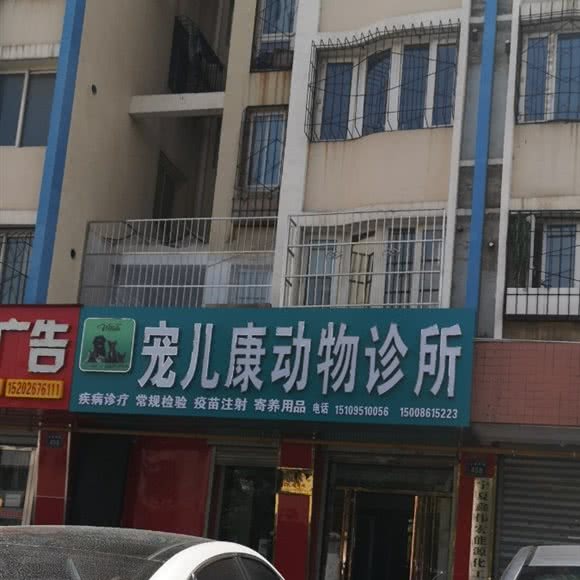 广告
15202676111
宠儿康动物诊所
疾病诊疗 常规检验 疫苗注射 寄养用品 电话 15109510056 15008615223